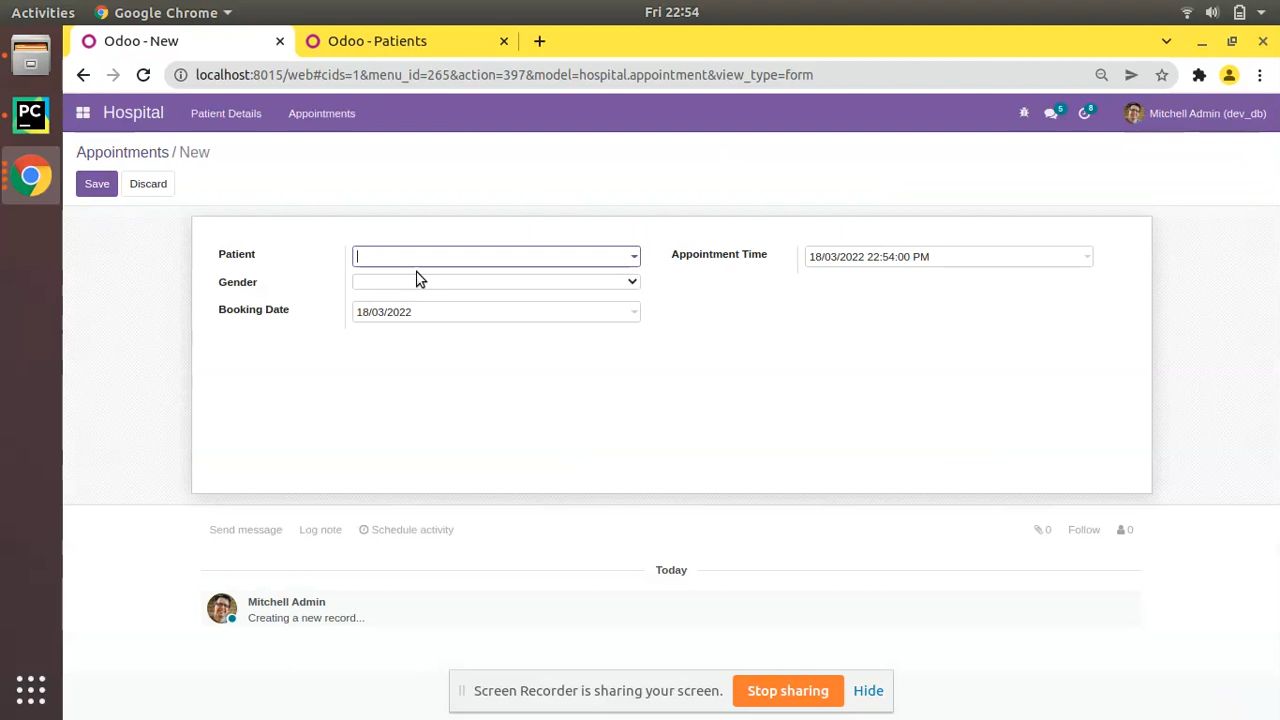 Activities Google Chrome Fri 22:54
Odoo - New
Odoo - Patients
localhost:8015/web#cids=1&menu_id=265&action=397&model=hospital.appointment&view_type=form
Hospital Patient Details Appointments 5 8 Mitchell Admin (dev_db)
Appointments / New
Save Discard
Patient
Appointment Time 18/03/2022 22:54:00 PM
Gender
Booking Date 18/03/2022
Send message Log note Schedule activity 0 Follow 0
Today
Mitchell Admin
Creating a new record...
Screen Recorder is sharing your screen. Stop sharing Hide
PC